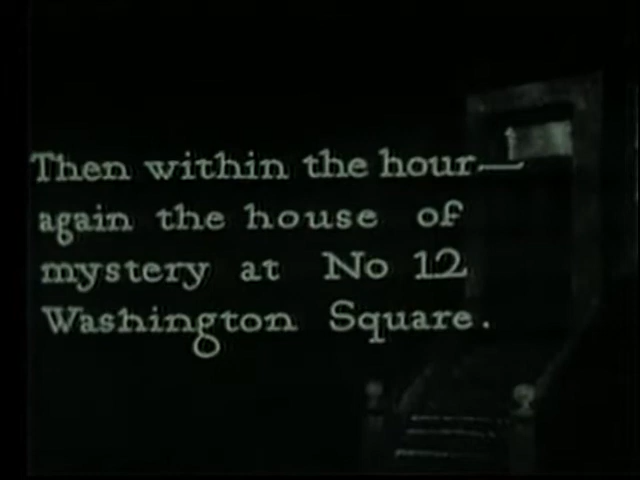 Then within the hour—
again the house of
mystery at No 12
Washington Square.